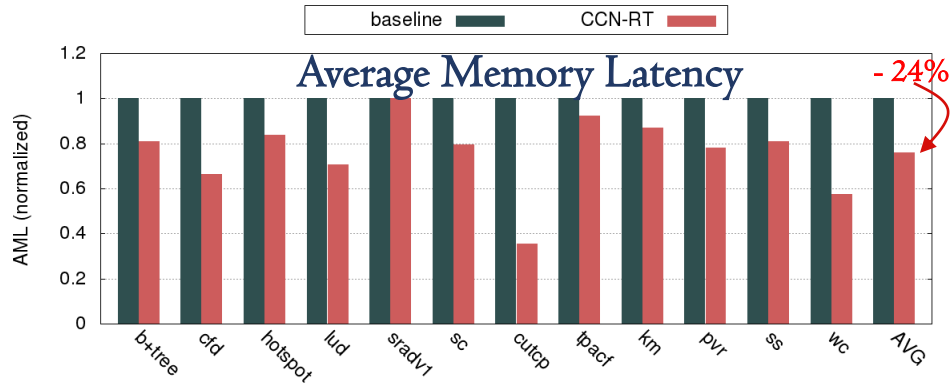 baseline
CCN-RT
Average Memory Latency
- 24%
AML (normalized)
1.2
1
0.8
0.6
0.4
0.2
0
b+tree
cfd
hotspot
lud
sradv1
sc
cutcp
tpacf
km
pvr
ss
wc
AVG